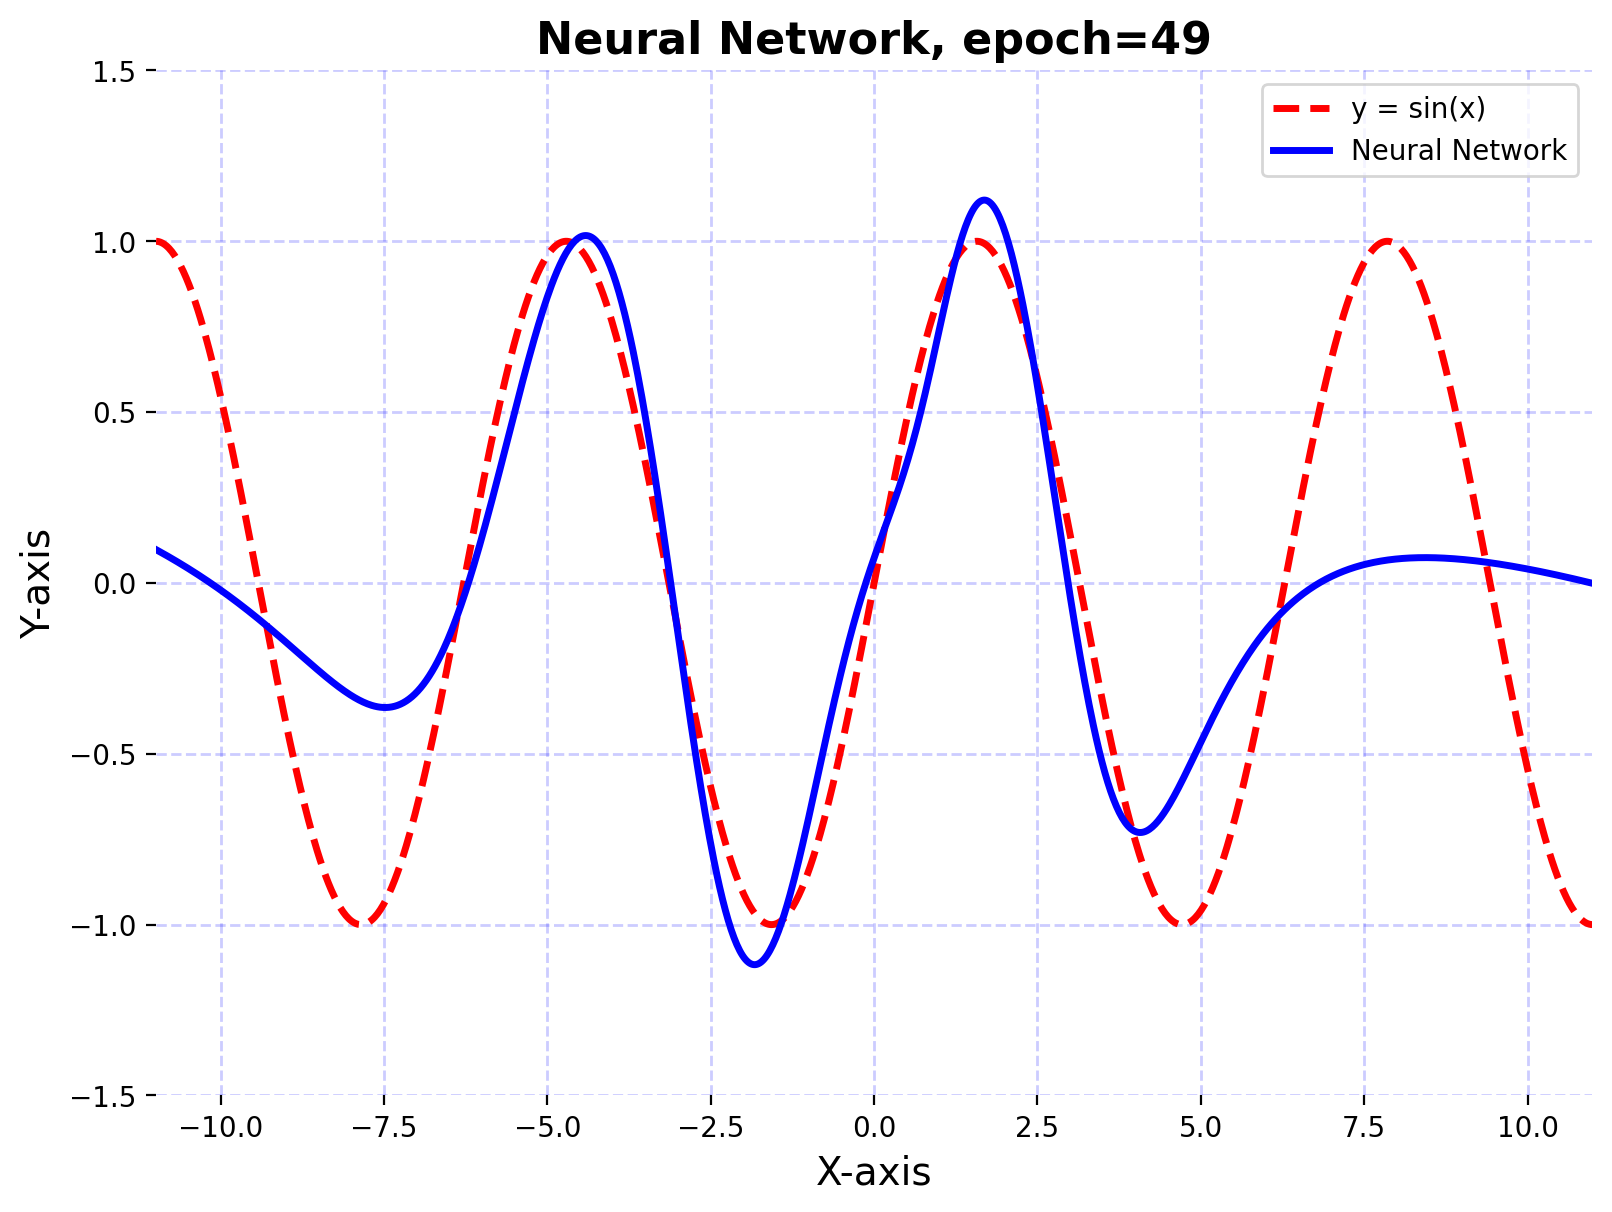 Neural Network, epoch=49
1.5
1.0
0.5
0.0
−0.5
−1.0
−1.5
Y-axis
y = sin(x)
Neural Network
−10.0 −7.5 −5.0 −2.5 0.0 2.5 5.0 7.5 10.0
X-axis